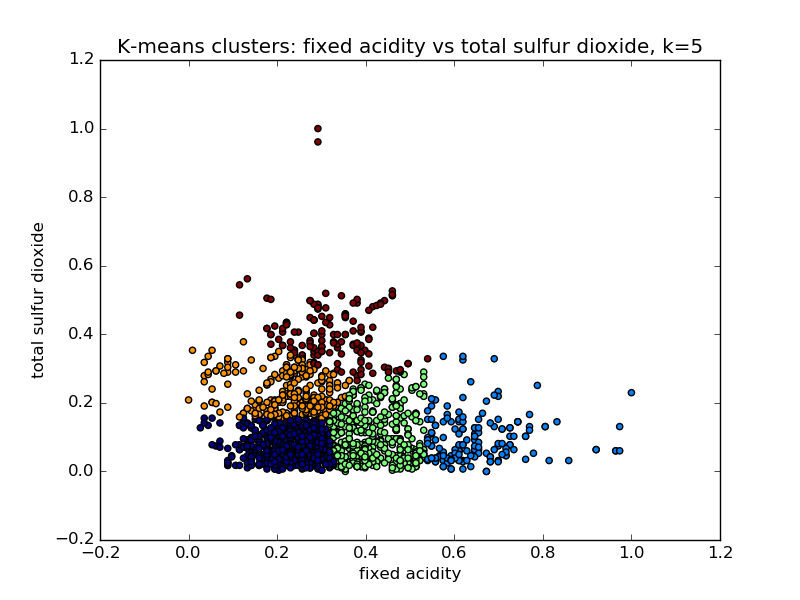 K-means clusters: fixed acidity vs total sulfur dioxide, k=5
1.2
1.0
0.8
0.6
0.4
0.2
0.0
−0.2
total sulfur dioxide
−0.2 0.0 0.2 0.4 0.6 0.8 1.0 1.2
fixed acidity